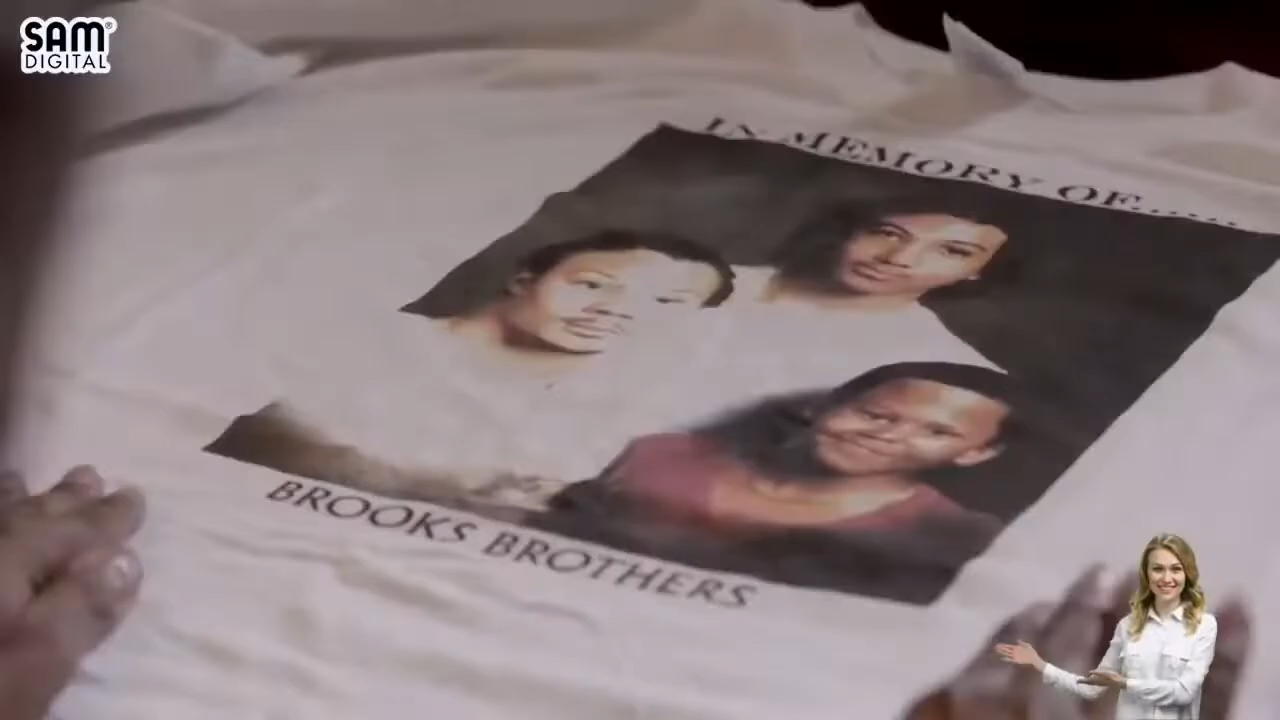 SAM®
DIGITAL
IN MEMORY OF......
BROOKS BROTHERS